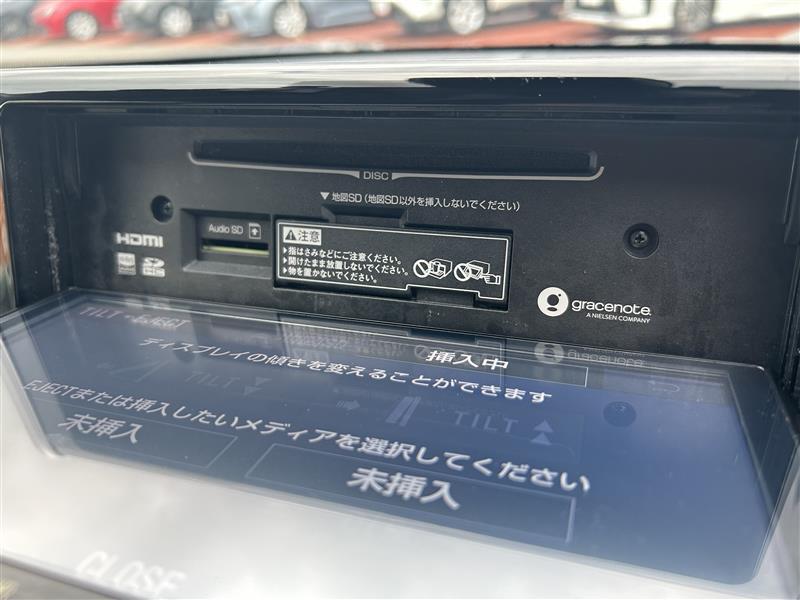 DISC
▼ 地図SD (地図SD以外を挿入しないでください)
Audio SD
HDMI
SD HC
注意
▶指はさみなどにご注意ください。
▶開けたまま放置しないでください。
▶物を置かないでください。
gracenote.
A NIELSEN COMPANY
TILT・EJECT
挿入中
ディスプレイの傾きを変えることができます
TILT
TILT
EJECTまたは挿入したいメディアを選択してください
未挿入
未挿入
CLOSE